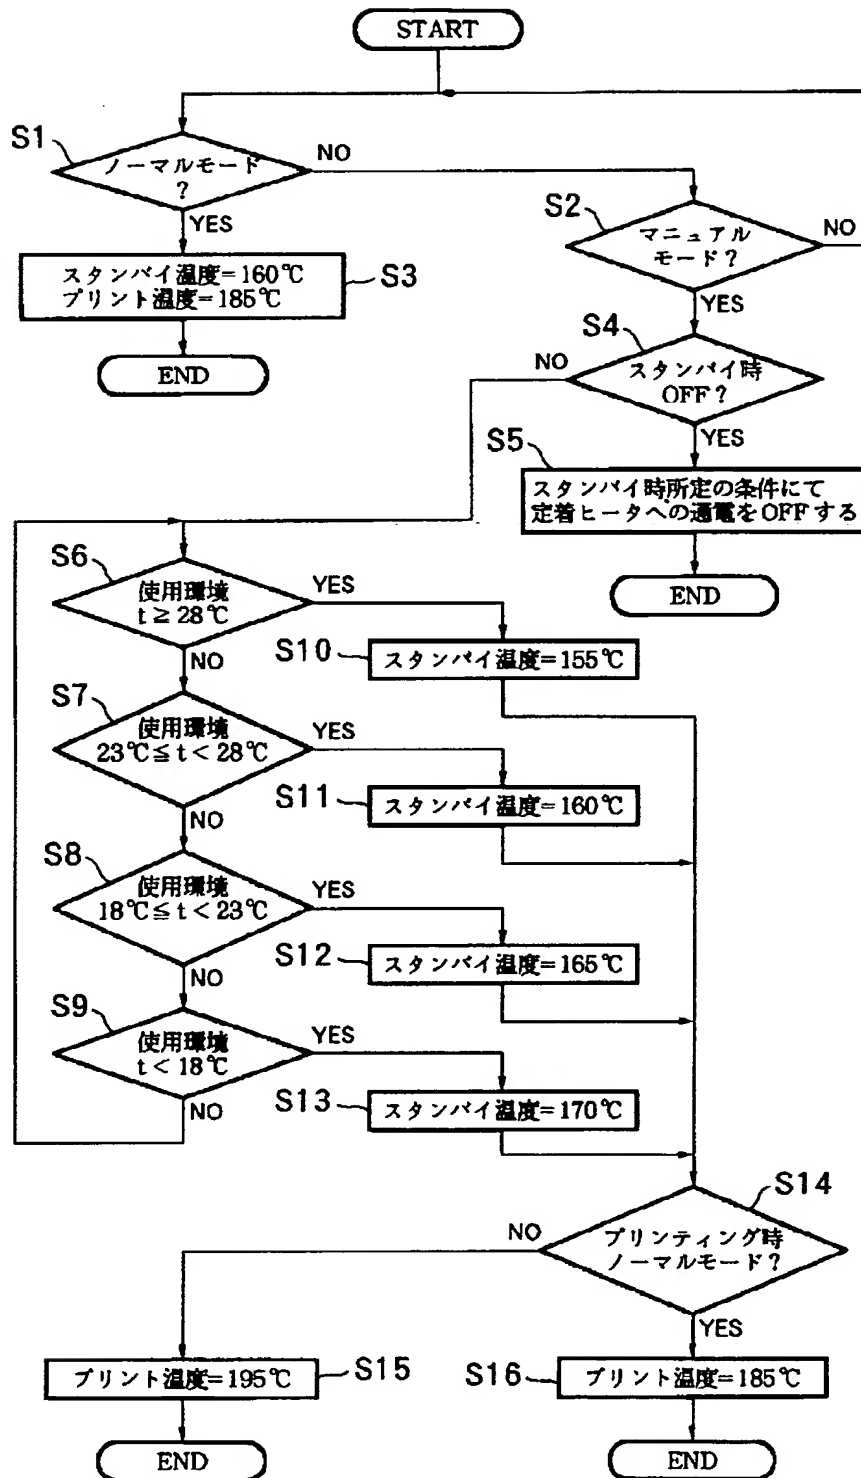 START
S1
ノーマルモード
?
NO
YES
S2
マニュアル
モード?
NO
YES
スタンバイ温度=160℃
プリント温度=185℃
S3
END
S4
スタンバイ時
OFF?
NO
YES
S5
スタンバイ時所定の条件にて
定着ヒータへの通電をOFFする
END
S6
使用環境
t≧28℃
YES
NO
S10
スタンバイ温度=155℃
S7
使用環境
23℃≦t<28℃
YES
NO
S11
スタンバイ温度=160℃
S8
使用環境
18℃≦t<23℃
YES
NO
S12
スタンバイ温度=165℃
S9
使用環境
t<18℃
YES
NO
S13
スタンバイ温度=170℃
S14
プリンティング時
ノーマルモード?
NO
YES
プリント温度=195℃
S15
S16
プリント温度=185℃
END
END